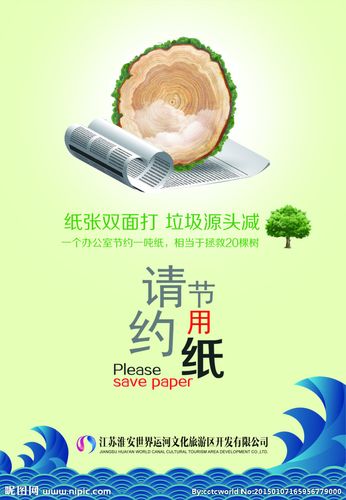 纸张双面打 垃圾源头减
一个办公室节约一吨纸，相当于拯救20棵树
请节约用纸
Please
save paper
江苏淮安世界运河文化旅游区开发有限公司
JIANGSU.HUAI'AN WORLD CANAL CULTURAL TOURISM AREA DEVELOPMENT CO.,LTD.
昵图网 www.nipic.com
By:cctcworld No:20150107165956779000